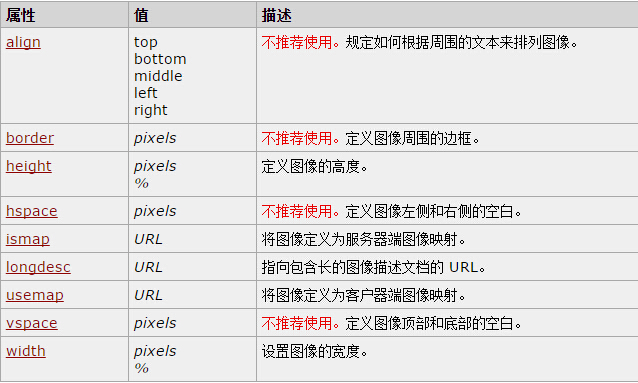 属性 值 描述
align top 不推荐使用。规定如何根据周围的文本来排列图像。
bottom
middle
left
right
border pixels 不推荐使用。定义图像周围的边框。
height pixels 定义图像的高度。
%
hspace pixels 不推荐使用。定义图像左侧和右侧的空白。
ismap URL 将图像定义为服务器端图像映射。
longdesc URL 指向包含长的图像描述文档的 URL。
usemap URL 将图像定义为客户器端图像映射。
vspace pixels 不推荐使用。定义图像顶部和底部的空白。
width pixels 设置图像的宽度。
%